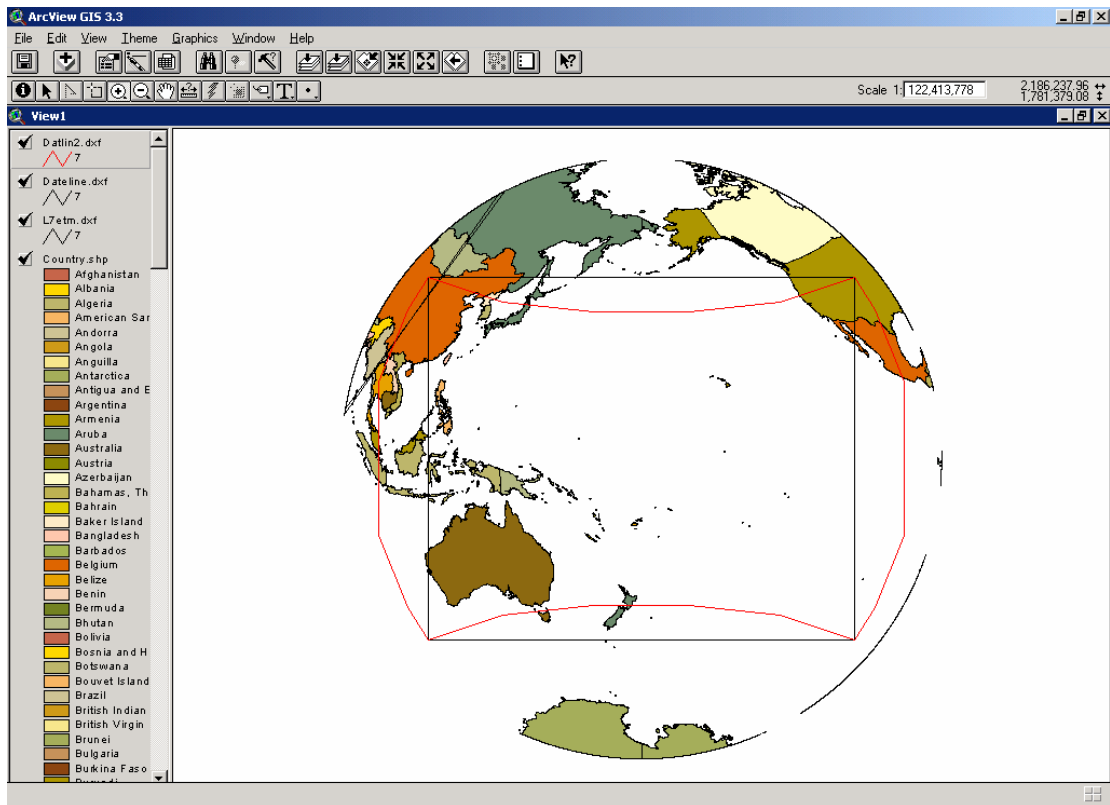 ArcView GIS 3.3
File Edit View Theme Graphics Window Help
Scale 1: 122,413,778
2,186,237.96
1,781,379.08
View1
Datlin2.dxf
7
Dateline.dxf
7
L7etm.dxf
7
Country.shp
Afghanistan
Albania
Algeria
American Sar
Andorra
Angola
Anguilla
Antarctica
Antigua and E
Argentina
Armenia
Aruba
Australia
Austria
Azerbaijan
Bahamas, Th
Bahrain
Baker Island
Bangladesh
Barbados
Belgium
Belize
Benin
Bermuda
Bhutan
Bolivia
Bosnia and H
Botswana
Bouvet Island
Brazil
British Indian
British Virgin
Brunei
Bulgaria
Burkina Faso